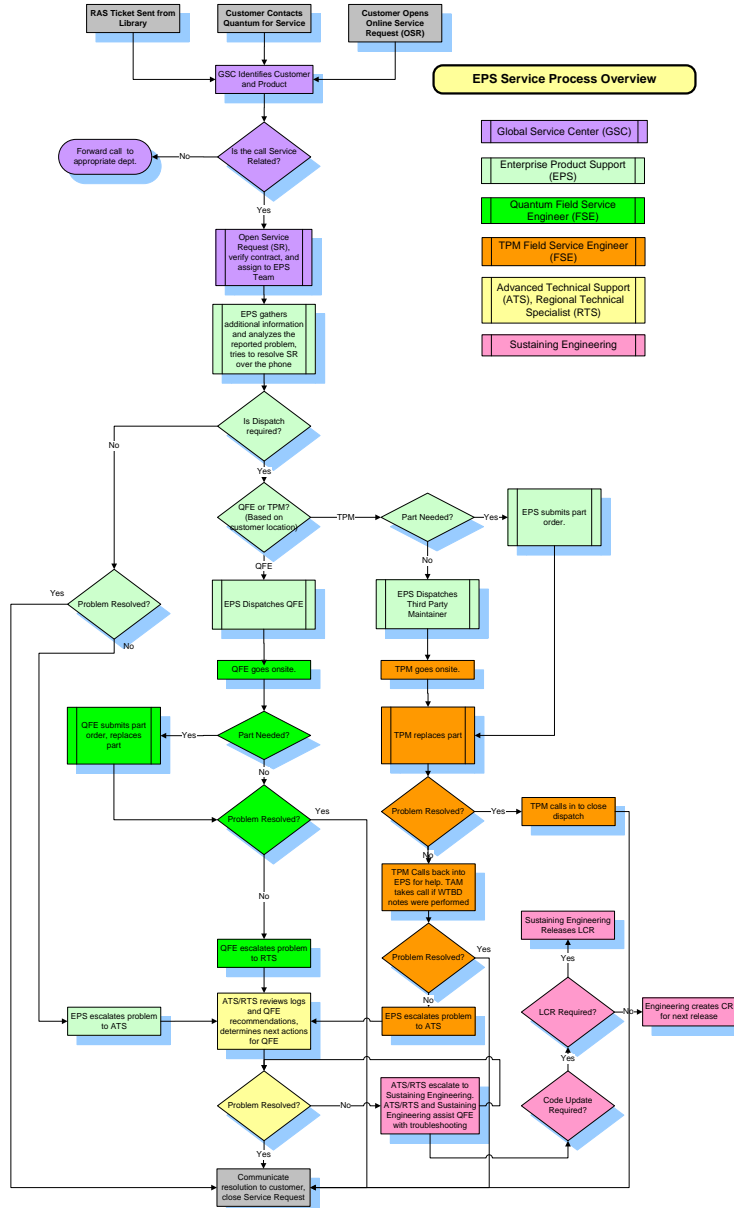 RAS Ticket Sent from
Library
Customer Contacts
Quantum for Service
Customer Opens
Online Service
Request (OSR)
GSC Identifies Customer
and Product
EPS Service Process Overview
Global Service Center (GSC)
Enterprise Product Support
(EPS)
Quantum Field Service
Engineer (FSE)
TPM Field Service Engineer
(FSE)
Advanced Technical Support
(ATS), Regional Technical
Specialist (RTS)
Sustaining Engineering
Forward call to
appropriate dept.
No
Is the call Service
Related?
Yes
Open Service
Request (SR),
verify contract, and
assign to EPS
Team
EPS gathers
additional information
and analyzes the
reported problem,
tries to resolve SR
over the phone
Is Dispatch
required?
No
Yes
QFE or TPM?
(Based on
customer location)
TPM
Part Needed?
Yes
EPS submits part
order.
QFE
No
Yes
Problem Resolved?
No
EPS Dispatches QFE
EPS Dispatches
Third Party
Maintainer
QFE goes onsite.
TPM goes onsite.
QFE submits part
order, replaces
part
Yes
Part Needed?
No
TPM replaces part
Problem Resolved?
Yes
Problem Resolved?
Yes
TPM calls in to close
dispatch
No
No
TPM Calls back into
EPS for help. TAM
takes call if WTBD
notes were performed
QFE escalates problem
to RTS
Problem Resolved?
Yes
No
Sustaining Engineering
Releases LCR
Yes
LCR Required?
No
Engineering creates CR
for next release
EPS escalates problem
to ATS
ATS/RTS reviews logs
and QFE
recommendations,
determines next actions
for QFE
EPS escalates problem
to ATS
Yes
Code Update
Required?
Problem Resolved?
No
ATS/RTS escalate to
Sustaining Engineering.
ATS/RTS and Sustaining
Engineering assist QFE
with troubleshooting
Yes
Communicate
resolution to customer,
close Service Request